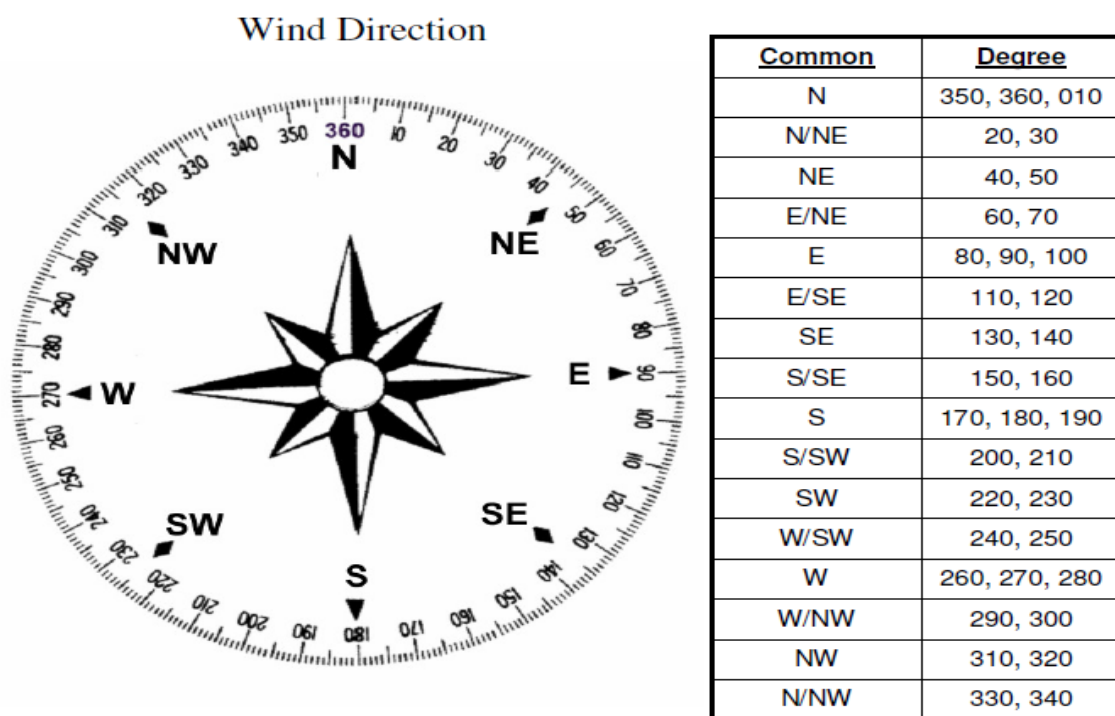 Wind Direction
360
10
20
30
40
50
60
70
80
90
100
110
120
130
140
150
160
170
180
190
200
210
220
230
240
250
260
270
280
290
300
310
320
330
340
350
N
NE
E
SE
S
SW
W
NW
Common Degree
N 350, 360, 010
N/NE 20, 30
NE 40, 50
E/NE 60, 70
E 80, 90, 100
E/SE 110, 120
SE 130, 140
S/SE 150, 160
S 170, 180, 190
S/SW 200, 210
SW 220, 230
W/SW 240, 250
W 260, 270, 280
W/NW 290, 300
NW 310, 320
N/NW 330, 340